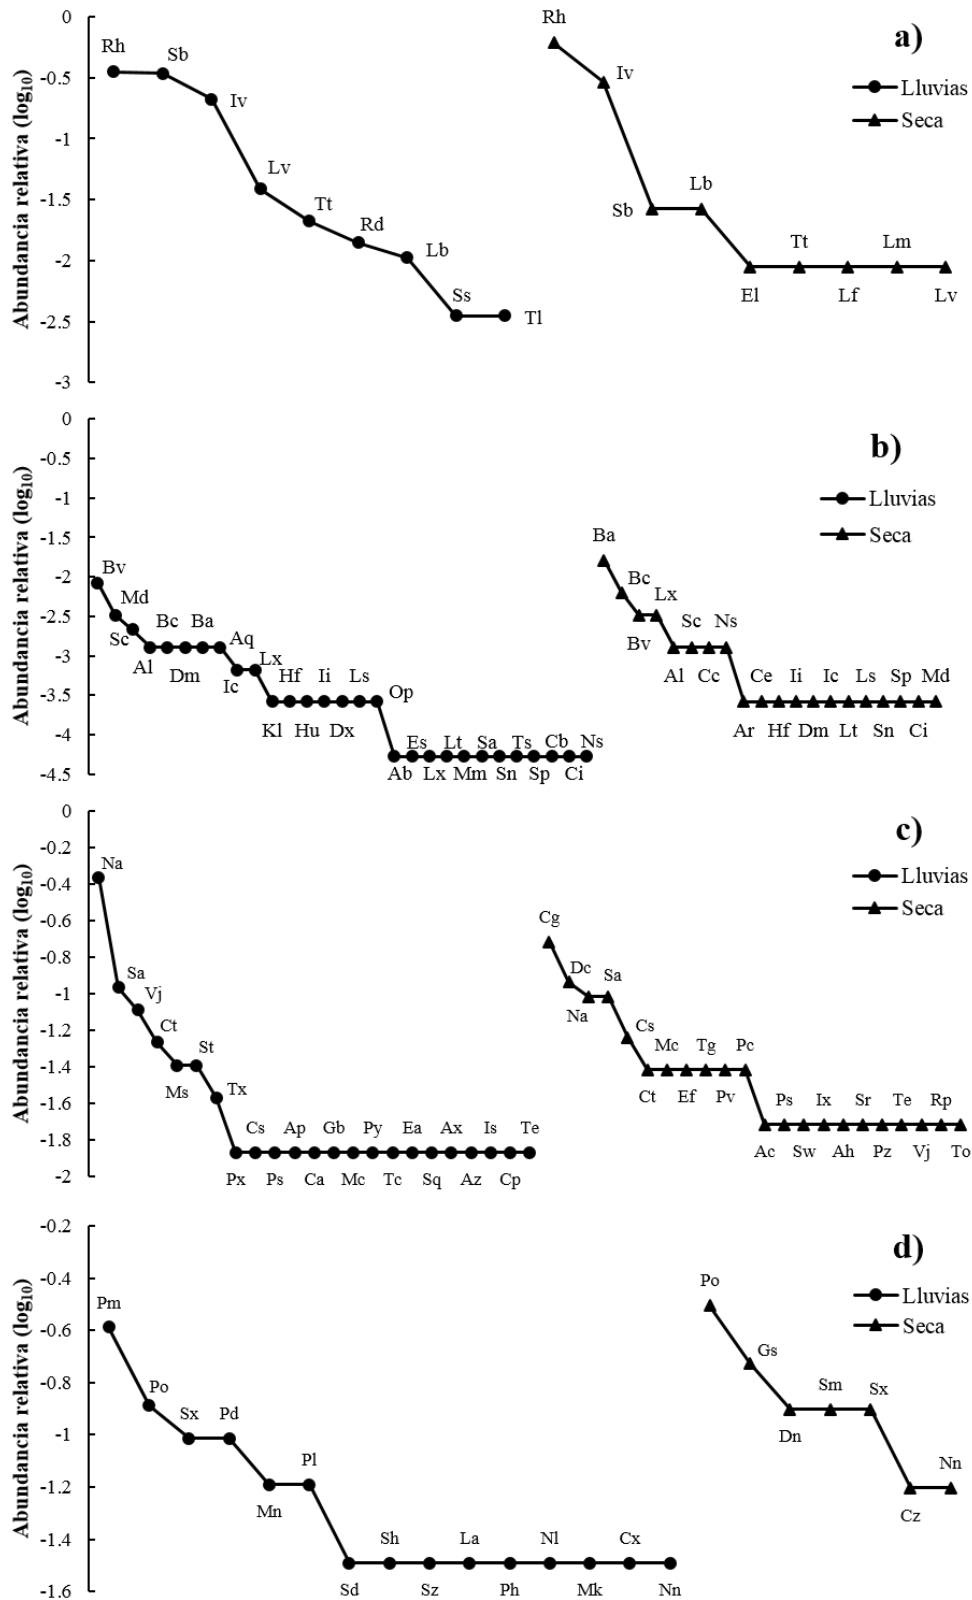 a)
Abundancia relativa (log10)
0
-0.5
-1
-1.5
-2
-2.5
-3
Rh
Sb
Iv
Lv
Tt
Rd
Lb
Ss
Tl
Rh
Iv
Sb
Lb
El
Tt
Lf
Lm
Lv
Lluvias
Seca
b)
Abundancia relativa (log10)
0
-0.5
-1
-1.5
-2
-2.5
-3
-3.5
-4
-4.5
Bv
Md
Sc
Al
Bc
Dm
Ba
Aq
Ic
Lx
Kl
Hf
Hu
Ii
Dx
Ls
Op
Ab
Es
Lx
Lt
Mm
Sa
Sn
Ts
Sp
Cb
Ci
Ns
Ba
Bc
Bv
Lx
Al
Sc
Cc
Ns
Ar
Ce
Hf
Ii
Dm
Ic
Lt
Ls
Sn
Sp
Ci
Md
Lluvias
Seca
c)
Abundancia relativa (log10)
0
-0.2
-0.4
-0.6
-0.8
-1
-1.2
-1.4
-1.6
-1.8
-2
Na
Sa
Vj
Ct
Ms
St
Tx
Px
Cs
Ps
Ap
Ca
Gb
Mc
Py
Tc
Ea
Sq
Ax
Az
Is
Cp
Te
Cg
Dc
Na
Sa
Cs
Ct
Mc
Ef
Tg
Pv
Pc
Ac
Ps
Sw
Ix
Ah
Sr
Pz
Te
Vj
Rp
To
Lluvias
Seca
d)
Abundancia relativa (log10)
-0.2
-0.4
-0.6
-0.8
-1
-1.2
-1.4
-1.6
Pm
Po
Sx
Pd
Mn
Pl
Sd
Sh
Sz
La
Ph
Nl
Mk
Cx
Nn
Po
Gs
Dn
Sm
Sx
Cz
Nn
Lluvias
Seca